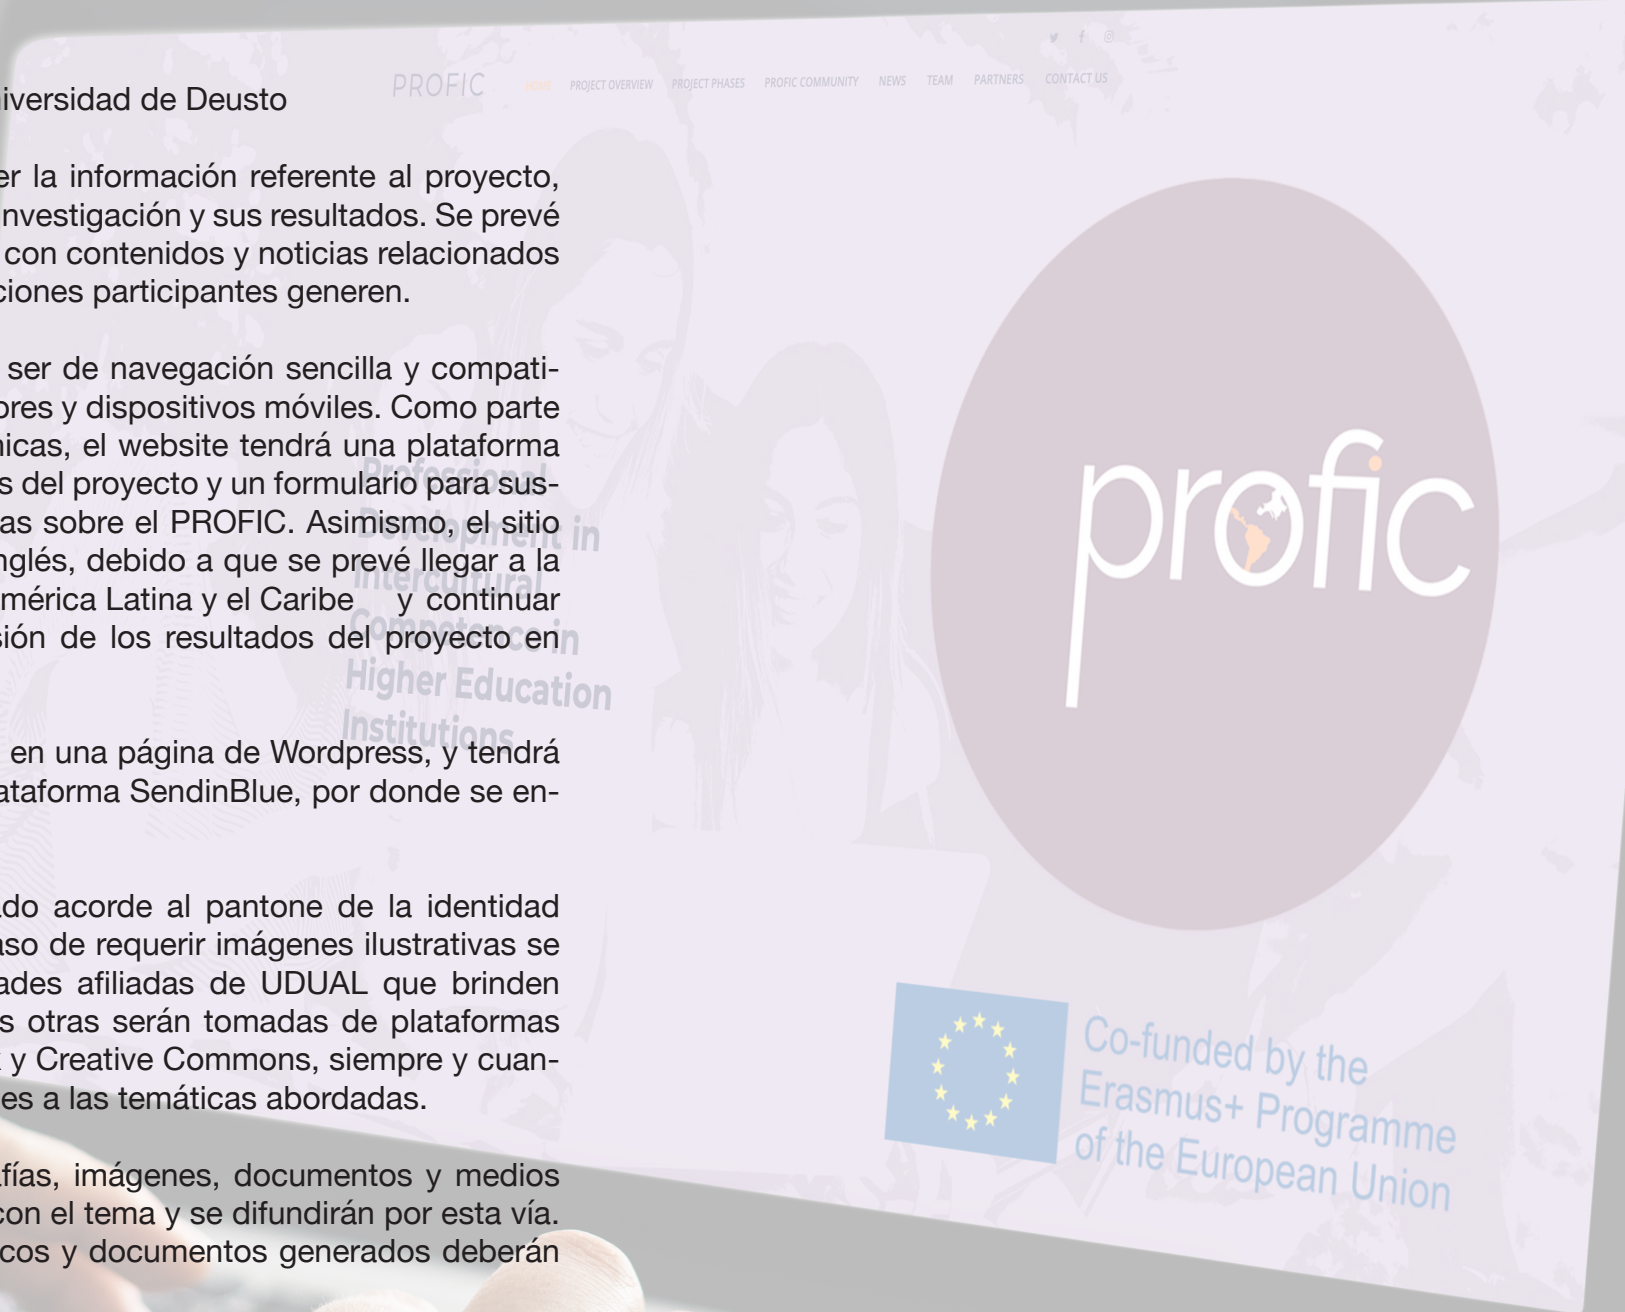 iversidad de Deusto
er la información referente al proyecto,
nvestigación y sus resultados. Se prevé
con contenidos y noticias relacionados
ciones participantes generen.
ser de navegación sencilla y compati-
ores y dispositivos móviles. Como parte
nicas, el website tendrá una plataforma
s del proyecto y un formulario para sus-
as sobre el PROFIC. Asimismo, el sitio
nglés, debido a que se prevé llegar a la
mérica Latina y el Caribe y continuar
sión de los resultados del proyecto en
en una página de Wordpress, y tendrá
ataforma SendinBlue, por donde se en-
do acorde al pantone de la identidad
aso de requerir imágenes ilustrativas se
ades afiliadas de UDUAL que brinden
s otras serán tomadas de plataformas
y Creative Commons, siempre y cuan-
es a las temáticas abordadas.
afías, imágenes, documentos y medios
con el tema y se difundirán por esta vía.
cos y documentos generados deberán
PROFIC HOME PROJECT OVERVIEW PROJECT PHASES PROFIC COMMUNITY NEWS TEAM PARTNERS CONTACT US
Professional
Development in
Intercultural
Competence in
Higher Education
Institutions
profic
Co-funded by the
Erasmus+ Programme
of the European Union